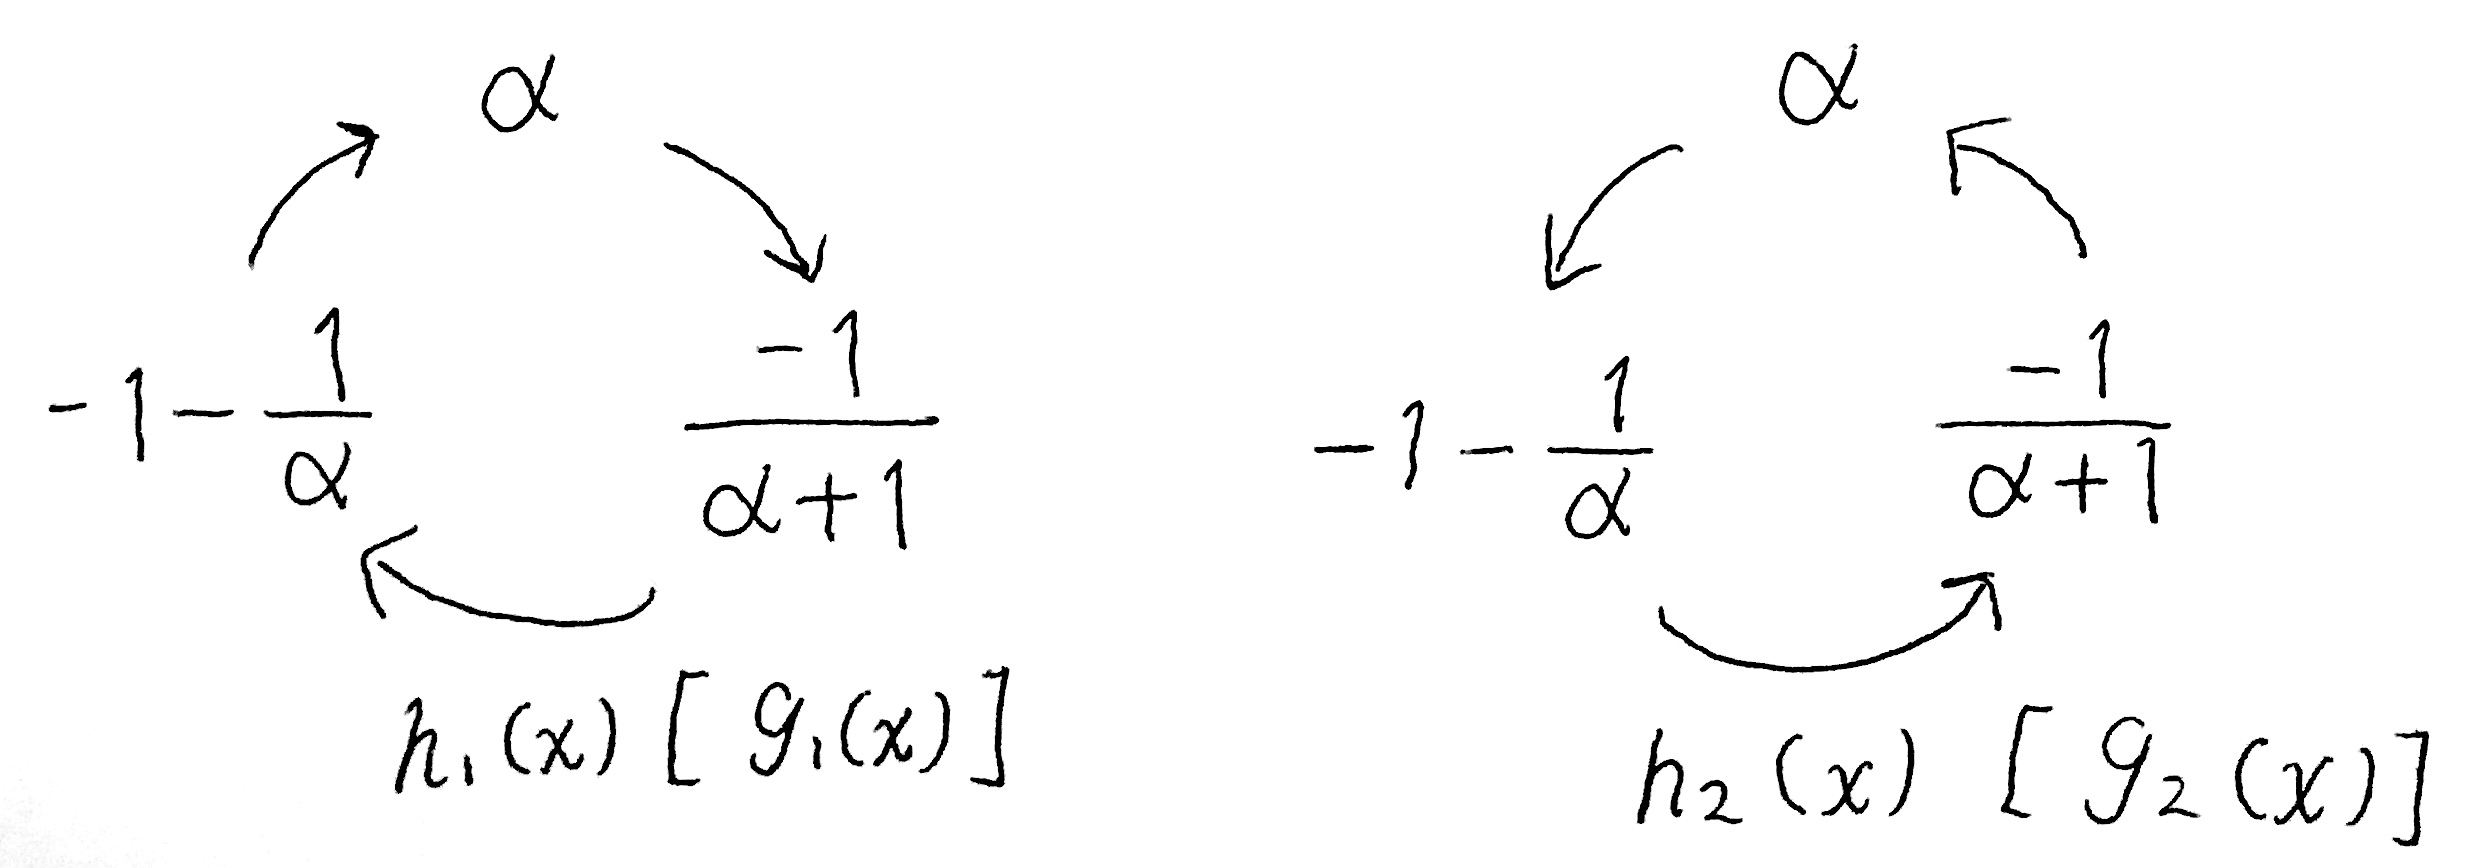 α α
-1 - 1/α -1/(α+1) -1 - 1/α -1/(α+1)
h₁(x) [ g₁(x) ] h₂(x) [ g₂(x) ]